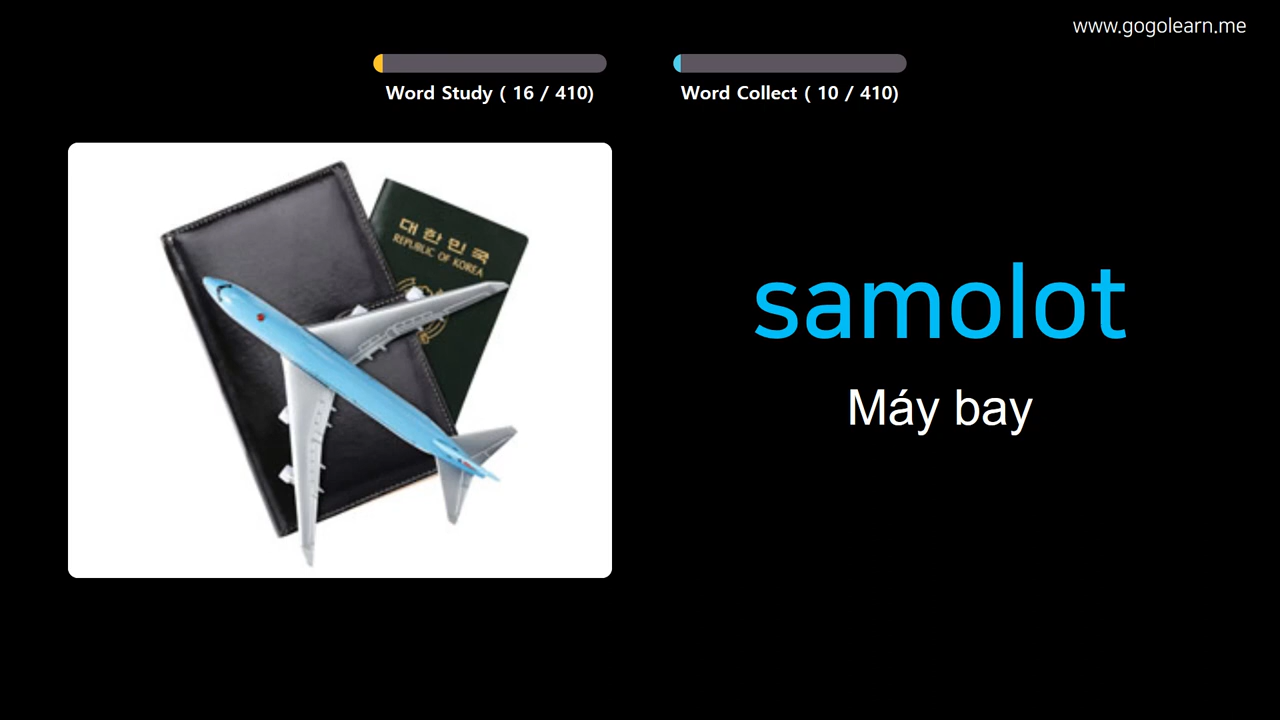 www.gogolearn.me
Word Study ( 16 / 410)
Word Collect ( 10 / 410)
대한민국
REPUBLIC OF KOREA
samolot
Máy bay